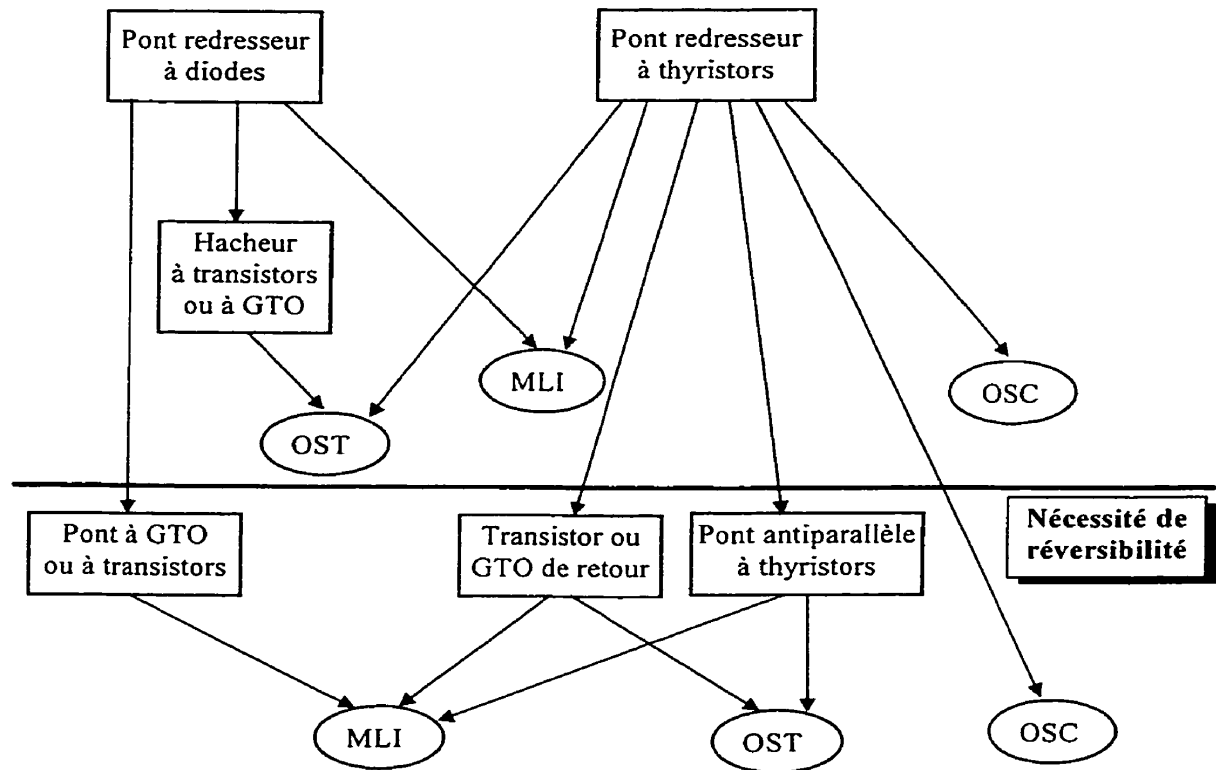 Pont redresseur
à diodes
Pont redresseur
à thyristors
Hacheur
à transistors
ou à GTO
MLI
OSC
OST
Pont à GTO
ou à transistors
Transistor ou
GTO de retour
Pont antiparallèle
à thyristors
Nécessité de
réversibilité
MLI
OST
OSC